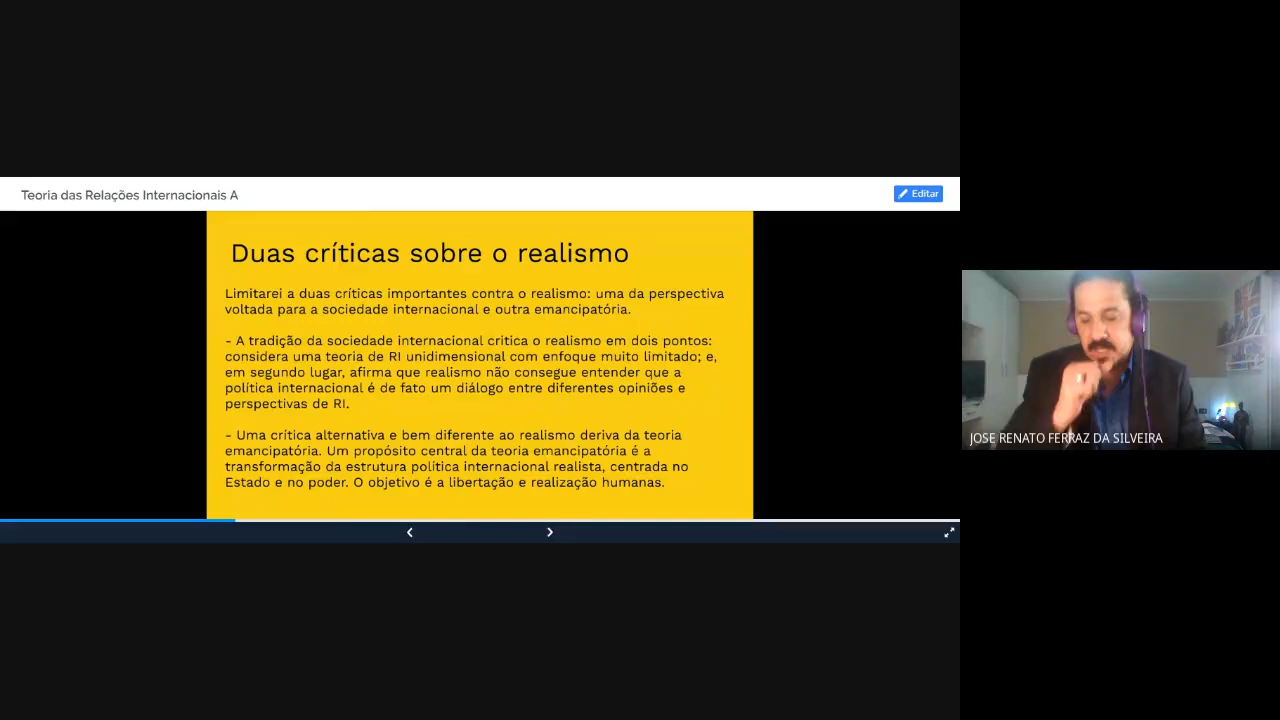 Teoria das Relações Internacionais A
Editar
Duas críticas sobre o realismo
Limitarei a duas críticas importantes contra o realismo: uma da perspectiva
voltada para a sociedade internacional e outra emancipatória.
- A tradição da sociedade internacional critica o realismo em dois pontos:
considera uma teoria de RI unidimensional com enfoque muito limitado; e,
em segundo lugar, afirma que realismo não consegue entender que a
política internacional é de fato um diálogo entre diferentes opiniões e
perspectivas de RI.
- Uma crítica alternativa e bem diferente ao realismo deriva da teoria
emancipatória. Um propósito central da teoria emancipatória é a
transformação da estrutura política internacional realista, centrada no
Estado e no poder. O objetivo é a libertação e realização humanas.
JOSE RENATO FERRAZ DA SILVEIRA